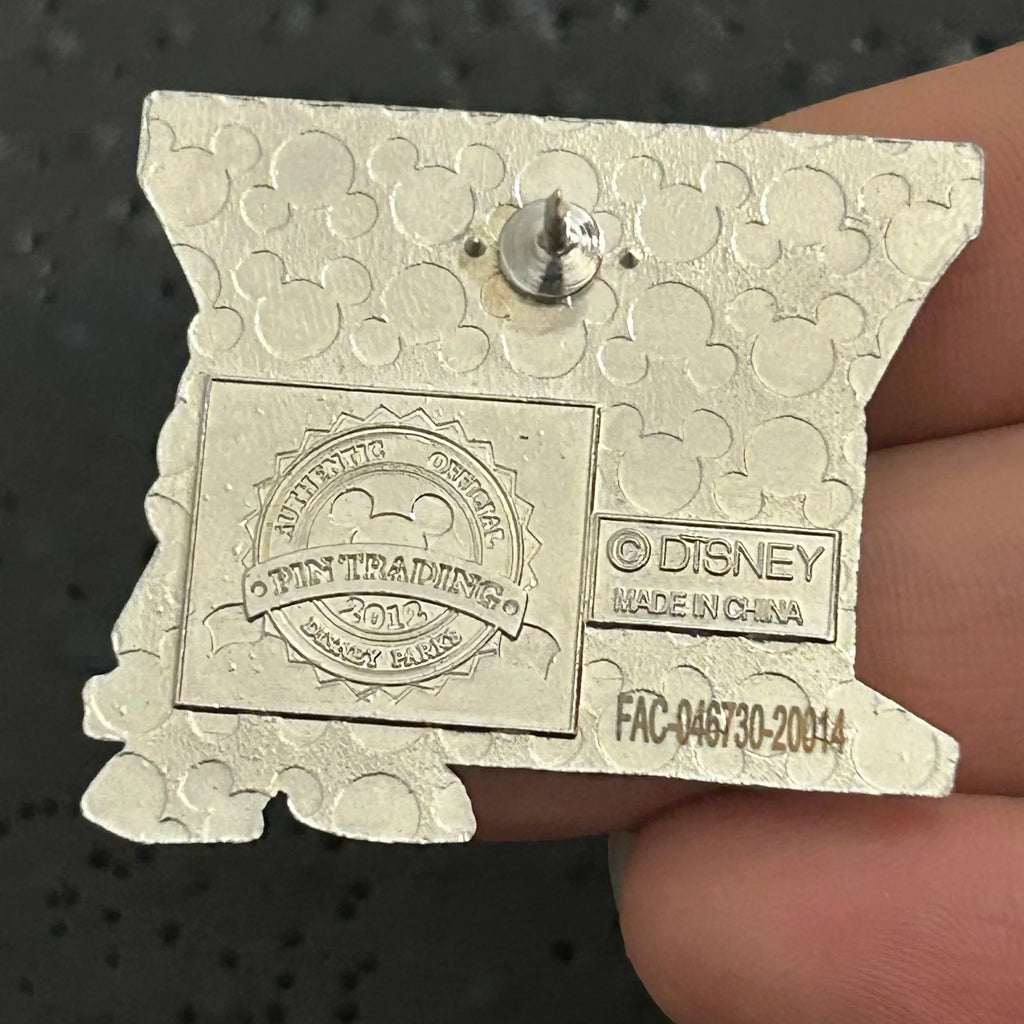 AUTHENTIC OFFICIAL
PIN TRADING
2012
DISNEY PARKS
© DISNEY
MADE IN CHINA
FAC-046730-20014